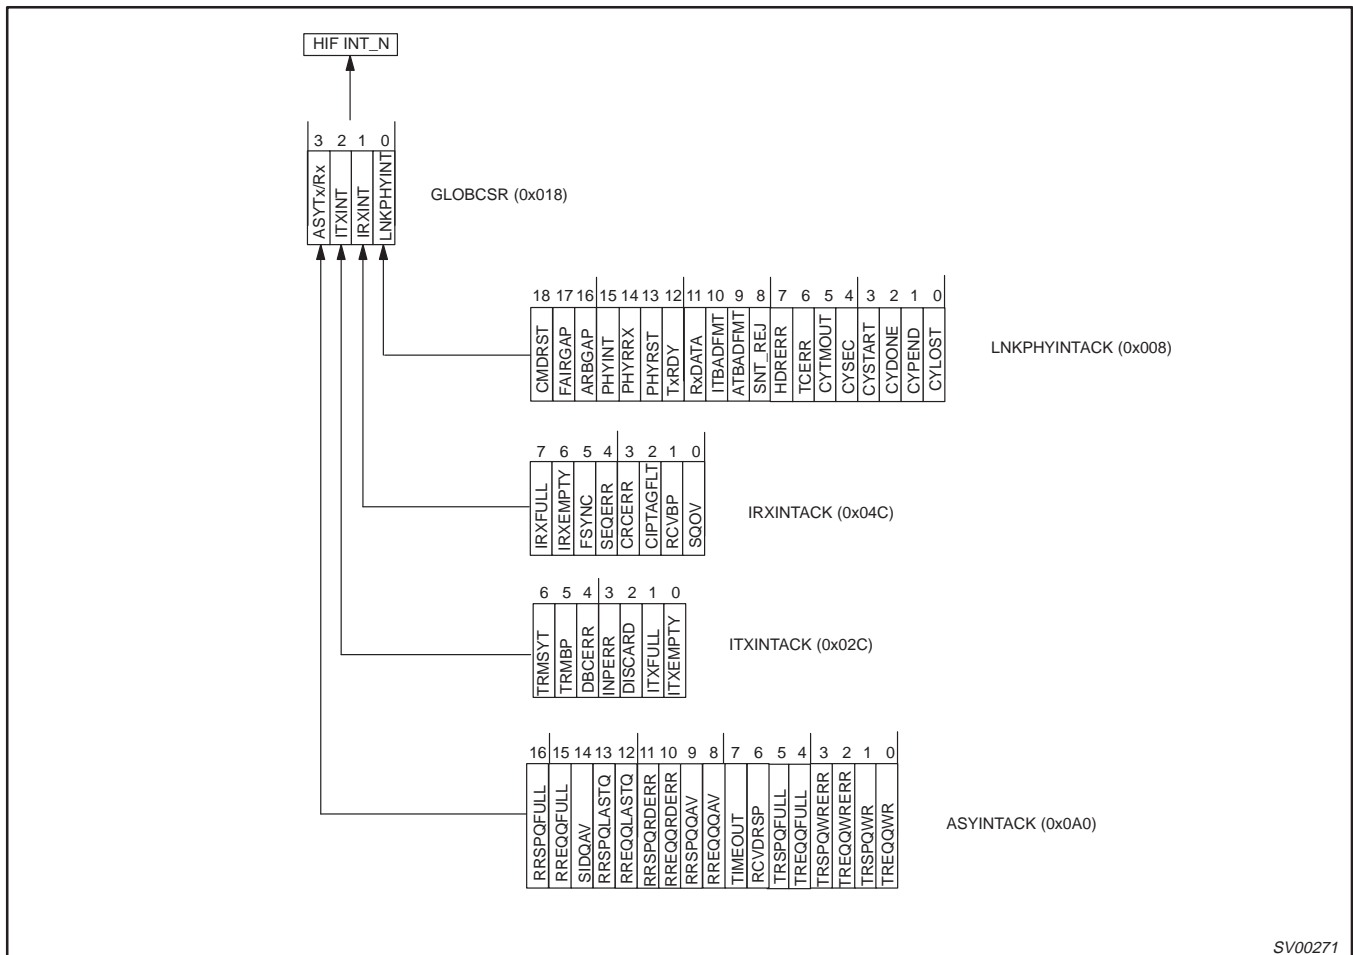 HIF INT_N
3 2 1 0
ASYTx/Rx
ITXINT
IRXINT
LNKPHYINT
GLOBCSR (0x018)
18 17 16 15 14 13 12 11 10 9 8 7 6 5 4 3 2 1 0
CMDRST
FAIRGAP
ARBGAP
PHYINT
PHYRRX
PHYRST
TxRDY
RxDATA
ITBADFMT
ATBADFMT
SNT_REJ
HDRERR
TCERR
CYTMOUT
CYSEC
CYSTART
CYDONE
CYPEND
CYLOST
LNKPHYINTACK (0x008)
7 6 5 4 3 2 1 0
IRXFULL
IRXEMPTY
FSYNC
SEQERR
CRCERR
CIPTAGFLT
RCVBP
SQOV
IRXINTACK (0x04C)
6 5 4 3 2 1 0
TRMSYT
TRMBP
DBCERR
INPERR
DISCARD
ITXFULL
ITXEMPTY
ITXINTACK (0x02C)
16 15 14 13 12 11 10 9 8 7 6 5 4 3 2 1 0
RRSPQFULL
RREQQFULL
SIDQAV
RRSPQLASTQ
RREQQLASTQ
RRSPQRDERR
RREQQRDERR
RRSPQQAV
RREQQQAV
TIMEOUT
RCVDRSP
TRSPQFULL
TREQQFULL
TRSPQWRERR
TREQQWRERR
TRSPQWR
TREQQWR
ASYINTACK (0x0A0)
SV00271